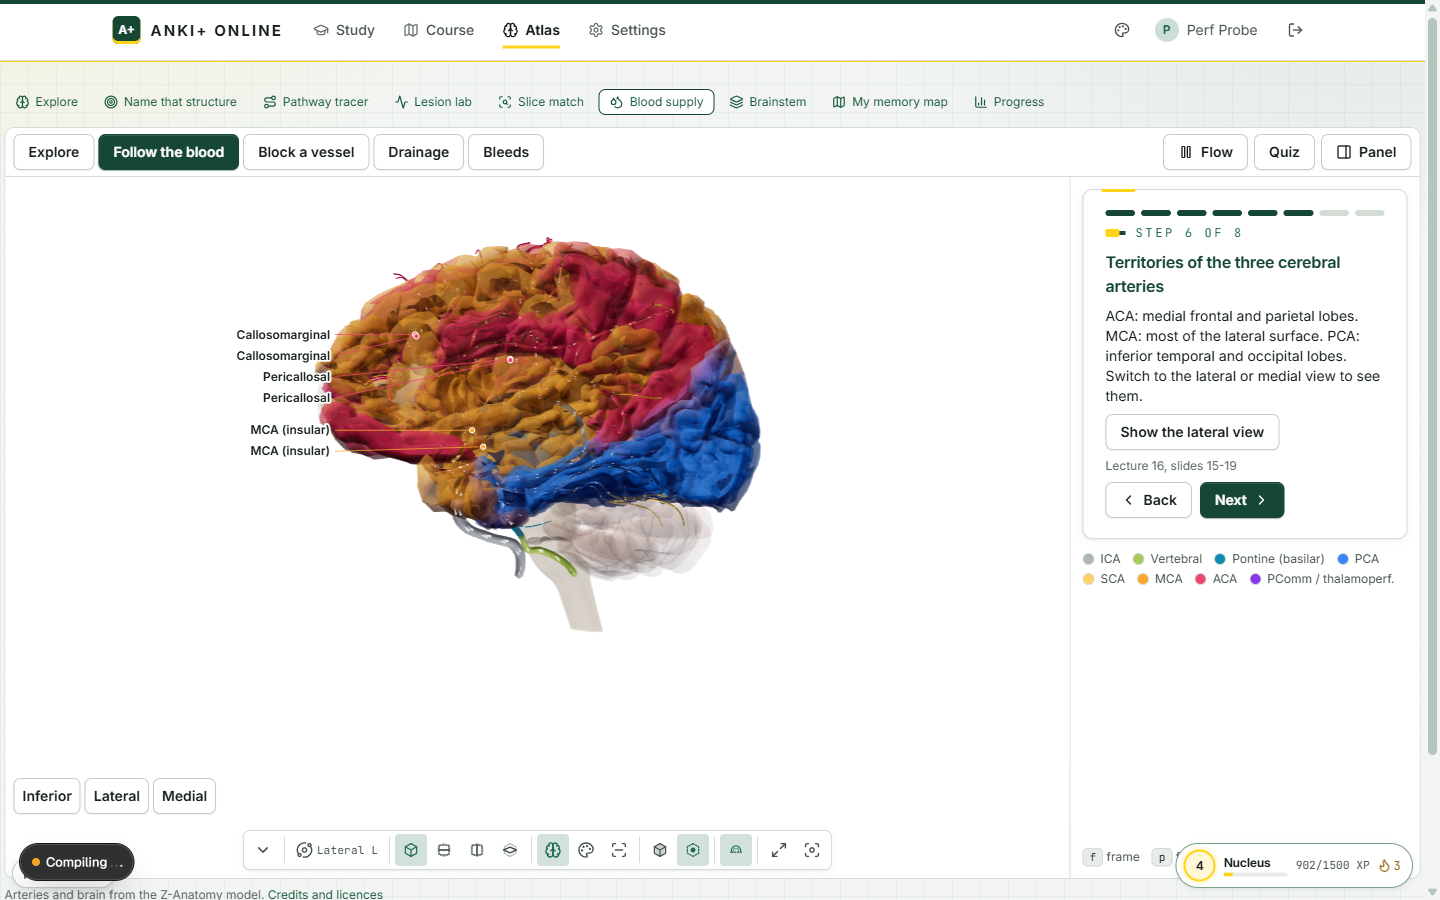 A+ ANKI+ ONLINE Study Course Atlas Settings P Perf Probe
Explore Name that structure Pathway tracer Lesion lab Slice match Blood supply Brainstem My memory map Progress
Explore Follow the blood Block a vessel Drainage Bleeds Flow Quiz Panel
STEP 6 OF 8
Territories of the three cerebral
arteries
ACA: medial frontal and parietal lobes.
MCA: most of the lateral surface. PCA:
inferior temporal and occipital lobes.
Switch to the lateral or medial view to see
them.
Show the lateral view
Lecture 16, slides 15-19
Back Next
ICA Vertebral Pontine (basilar) PCA
SCA MCA ACA PComm / thalamoperf.
Callosomarginal
Callosomarginal
Pericallosal
Pericallosal
MCA (insular)
MCA (insular)
Inferior Lateral Medial
Lateral L
Compiling ...
f frame p
4 Nucleus 902/1500 XP 3
Arteries and brain from the Z-Anatomy model. Credits and licences